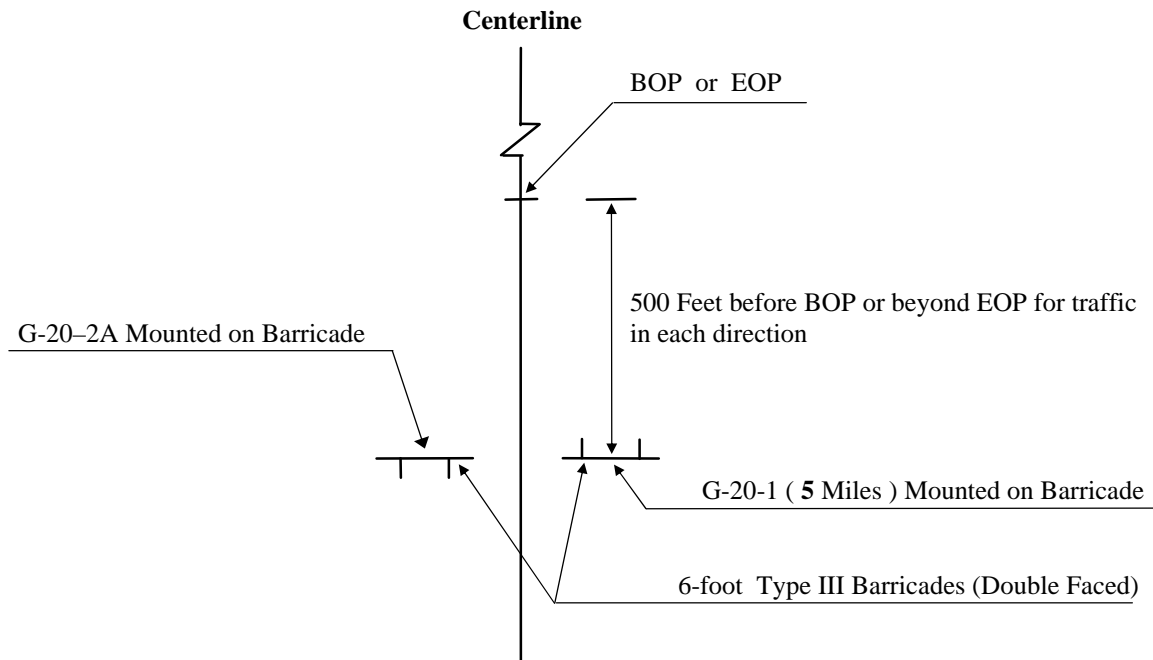 Centerline
BOP or EOP
500 Feet before BOP or beyond EOP for traffic
in each direction
G-20–2A Mounted on Barricade
G-20-1 ( 5 Miles ) Mounted on Barricade
6-foot Type III Barricades (Double Faced)